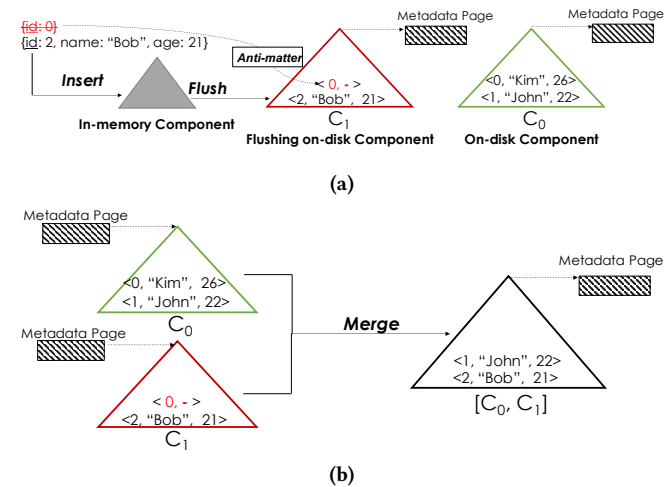 {id: 0}
{id: 2, name: “Bob”, age: 21}
Insert
Flush
In-memory Component
Anti-matter
Metadata Page
< 0, - >
<2, “Bob”, 21>
C1
Flushing on-disk Component
Metadata Page
<0, “Kim”, 26>
<1, “John”, 22>
C0
On-disk Component
(a)
Metadata Page
<0, “Kim”, 26>
<1, “John”, 22>
C0
Metadata Page
< 0, - >
<2, “Bob”, 21>
C1
Merge
Metadata Page
<1, “John”, 22>
<2, “Bob”, 21>
[C0, C1]
(b)